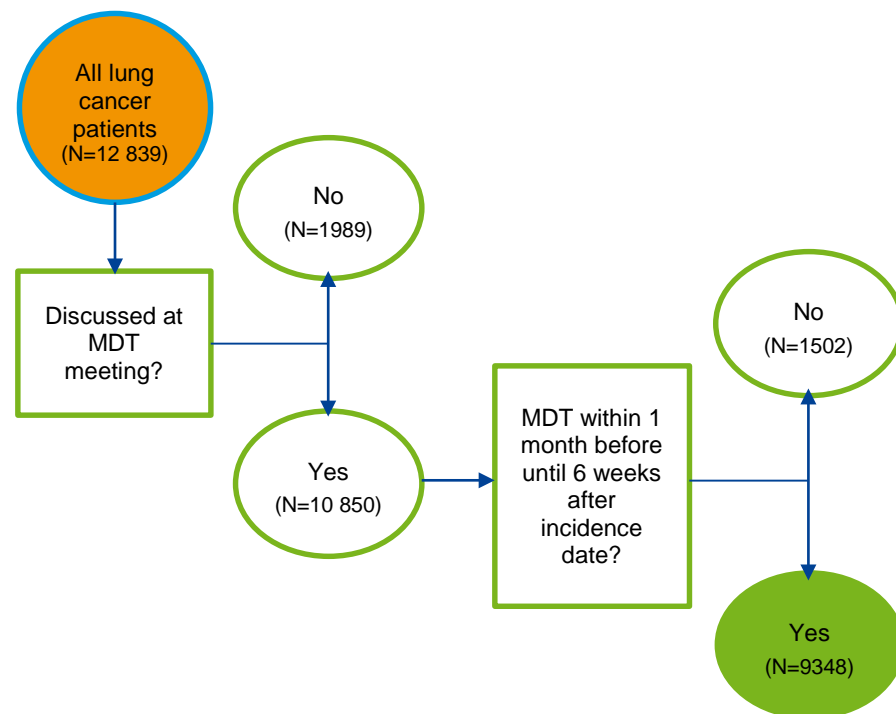 All lung
cancer
patients
(N=12 839)
No
(N=1989)
Discussed at
MDT
meeting?
Yes
(N=10 850)
MDT within 1
month before
until 6 weeks
after
incidence
date?
No
(N=1502)
Yes
(N=9348)